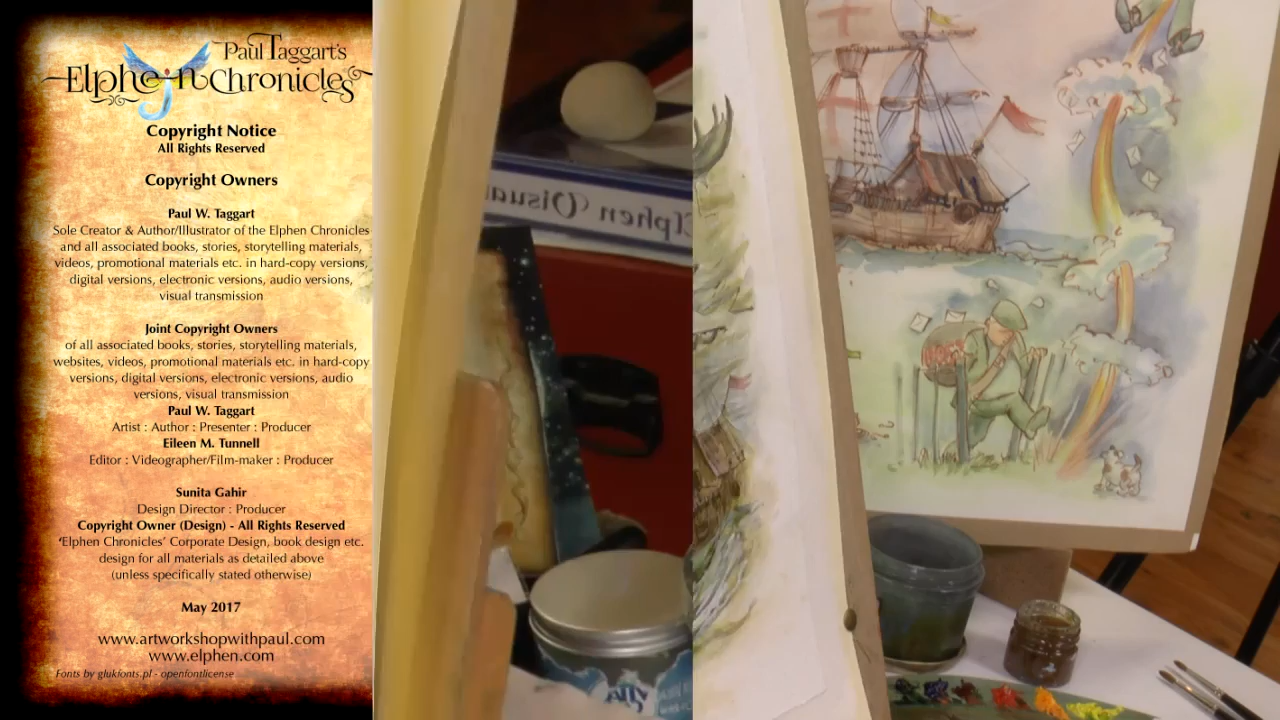 Paul Taggart's
Elphen Chronicles
Copyright Notice
All Rights Reserved
Copyright Owners
Paul W. Taggart
Sole Creator & Author/Illustrator of the Elphen Chronicles
and all associated books, stories, storytelling materials,
videos, promotional materials etc. in hard-copy versions,
digital versions, electronic versions, audio versions,
visual transmission
Joint Copyright Owners
of all associated books, stories, storytelling materials,
websites, videos, promotional materials etc. in hard-copy
versions, digital versions, electronic versions, audio
versions, visual transmission
Paul W. Taggart
Artist : Author : Presenter : Producer
Eileen M. Tunnell
Editor : Videographer/Film-maker : Producer
Sunita Gahir
Design Director : Producer
Copyright Owner (Design) - All Rights Reserved
'Elphen Chronicles' Corporate Design, book design etc.
design for all materials as detailed above
(unless specifically stated otherwise)
May 2017
www.artworkshopwithpaul.com
www.elphen.com
Fonts by glukfonts.pl - openfontlicense
Elphen Visual